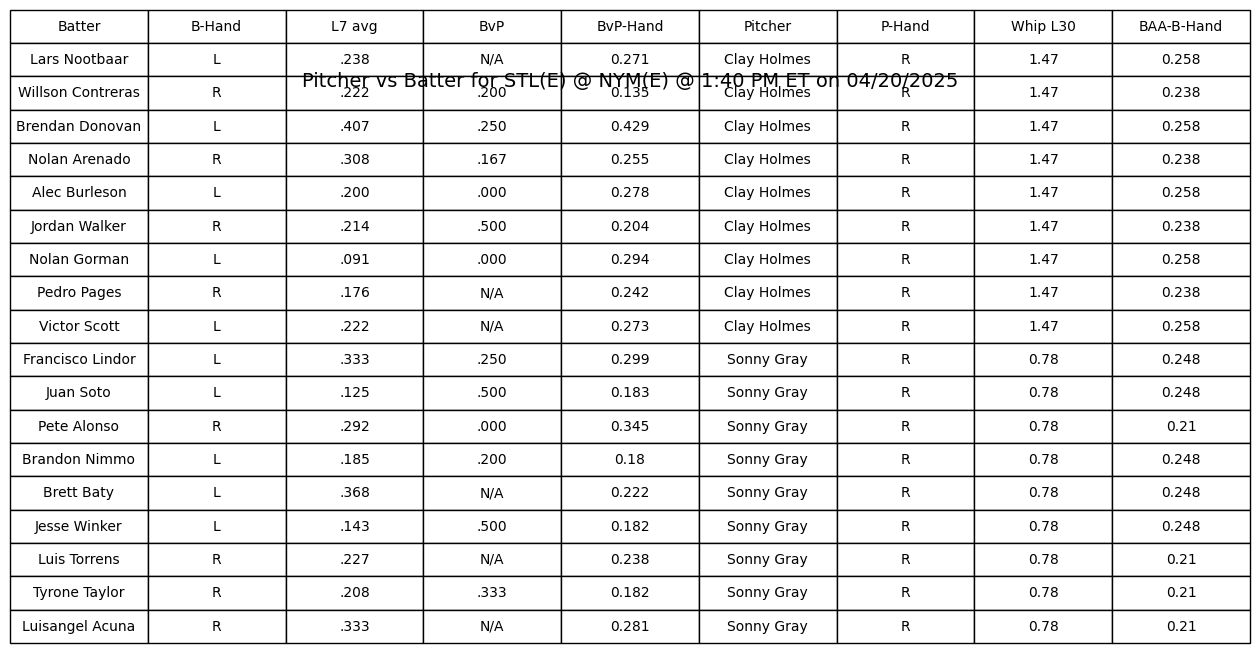 Batter B-Hand L7 avg BvP BvP-Hand Pitcher P-Hand Whip L30 BAA-B-Hand
Lars Nootbaar L .238 N/A 0.271 Clay Holmes R 1.47 0.258
Pitcher vs Batter for STL(E) @ NYM(E) @ 1:40 PM ET on 04/20/2025
Willson Contreras R .222 .200 0.135 Clay Holmes R 1.47 0.238
Brendan Donovan L .407 .250 0.429 Clay Holmes R 1.47 0.258
Nolan Arenado R .308 .167 0.255 Clay Holmes R 1.47 0.238
Alec Burleson L .200 .000 0.278 Clay Holmes R 1.47 0.258
Jordan Walker R .214 .500 0.204 Clay Holmes R 1.47 0.238
Nolan Gorman L .091 .000 0.294 Clay Holmes R 1.47 0.258
Pedro Pages R .176 N/A 0.242 Clay Holmes R 1.47 0.238
Victor Scott L .222 N/A 0.273 Clay Holmes R 1.47 0.258
Francisco Lindor L .333 .250 0.299 Sonny Gray R 0.78 0.248
Juan Soto L .125 .500 0.183 Sonny Gray R 0.78 0.248
Pete Alonso R .292 .000 0.345 Sonny Gray R 0.78 0.21
Brandon Nimmo L .185 .200 0.18 Sonny Gray R 0.78 0.248
Brett Baty L .368 N/A 0.222 Sonny Gray R 0.78 0.248
Jesse Winker L .143 .500 0.182 Sonny Gray R 0.78 0.248
Luis Torrens R .227 N/A 0.238 Sonny Gray R 0.78 0.21
Tyrone Taylor R .208 .333 0.182 Sonny Gray R 0.78 0.21
Luisangel Acuna R .333 N/A 0.281 Sonny Gray R 0.78 0.21